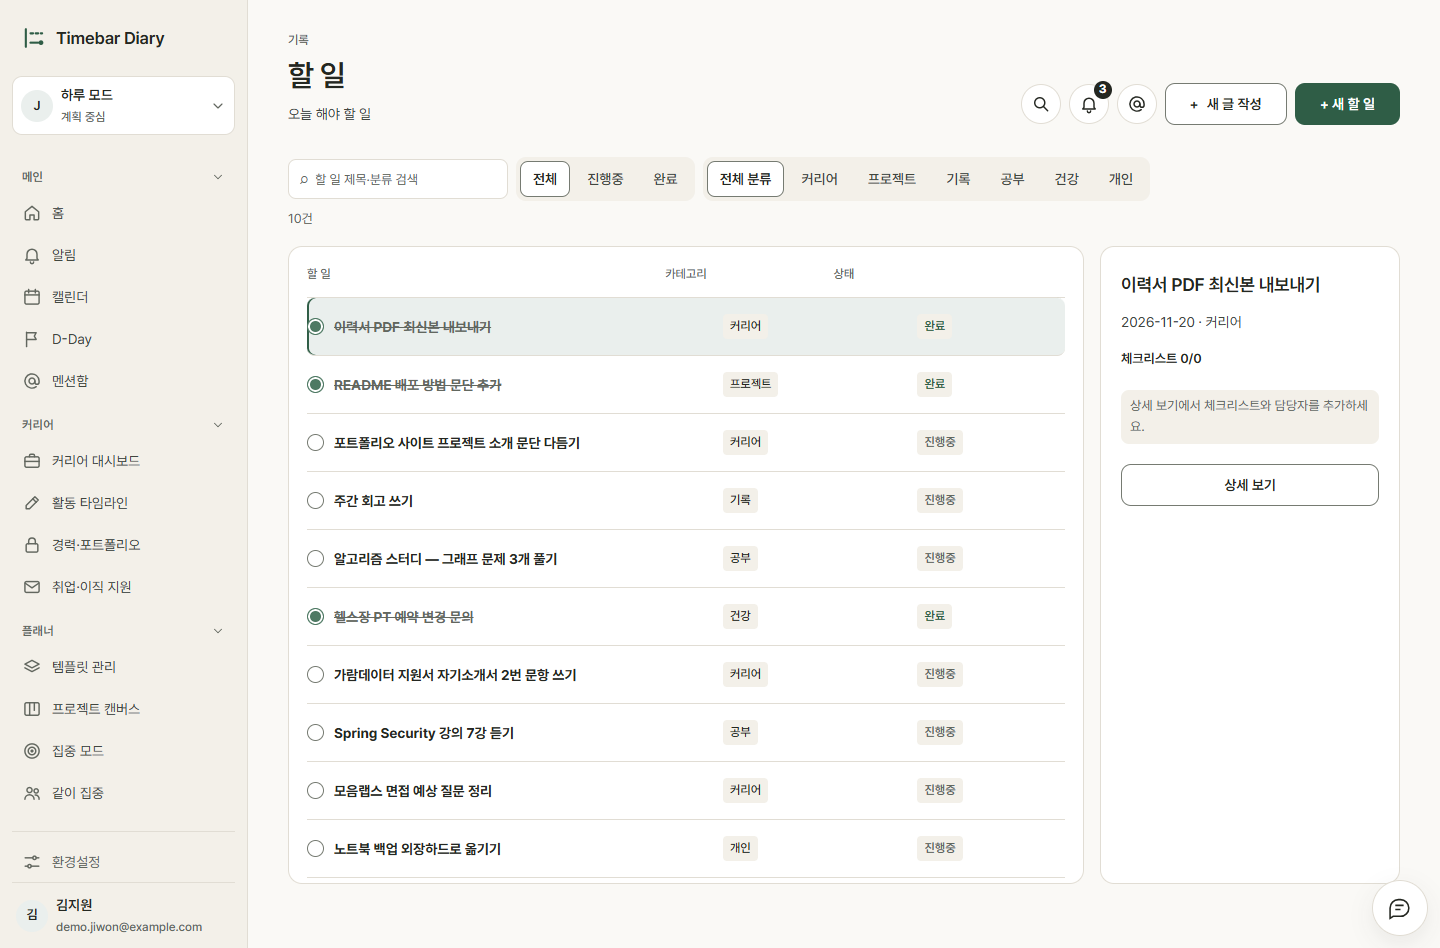 Timebar Diary
J
하루 모드
계획 중심
메인
홈
알림
캘린더
D-Day
멘션함
커리어
커리어 대시보드
활동 타임라인
경력·포트폴리오
취업·이직 지원
플래너
템플릿 관리
프로젝트 캔버스
집중 모드
같이 집중
환경설정
김
김지원
demo.jiwon@example.com
기록
할 일
오늘 해야 할 일
3
+ 새 글 작성
+ 새 할 일
할 일 제목·분류 검색
전체 진행중 완료
전체 분류 커리어 프로젝트 기록 공부 건강 개인
10건
할 일 카테고리 상태
이력서 PDF 최신본 내보내기 커리어 완료
README 배포 방법 문단 추가 프로젝트 완료
포트폴리오 사이트 프로젝트 소개 문단 다듬기 커리어 진행중
주간 회고 쓰기 기록 진행중
알고리즘 스터디 — 그래프 문제 3개 풀기 공부 진행중
헬스장 PT 예약 변경 문의 건강 완료
가람데이터 지원서 자기소개서 2번 문항 쓰기 커리어 진행중
Spring Security 강의 7강 듣기 공부 진행중
모음랩스 면접 예상 질문 정리 커리어 진행중
노트북 백업 외장하드로 옮기기 개인 진행중
이력서 PDF 최신본 내보내기
2026-11-20 · 커리어
체크리스트 0/0
상세 보기에서 체크리스트와 담당자를 추가하세
요.
상세 보기